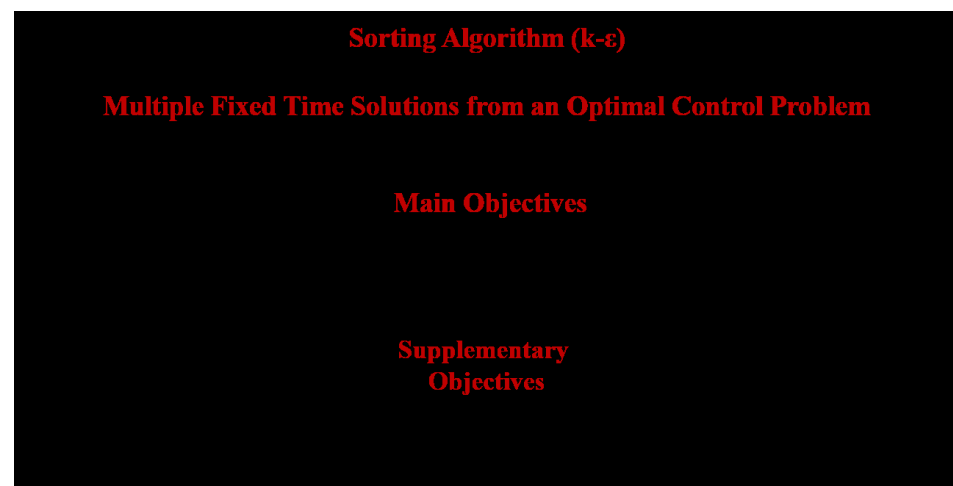 Sorting Algorithm (k-ε)
Multiple Fixed Time Solutions from an Optimal Control Problem
Main Objectives
Supplementary
Objectives